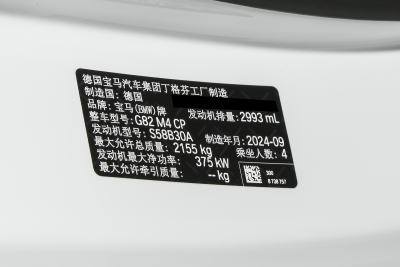 德国宝马汽车集团丁格芬工厂制造
制造国：德国
品牌：宝马(BMW)牌 发动机排量：2993 mL
整车型号：G82 M4 CP
发动机型号：S58B30A 制造年月：2024-09
最大允许总质量：2155 kg 乘坐人数：4
发动机最大净功率：375 kW
最大允许牵引质量：-- kg
300
8 738 757